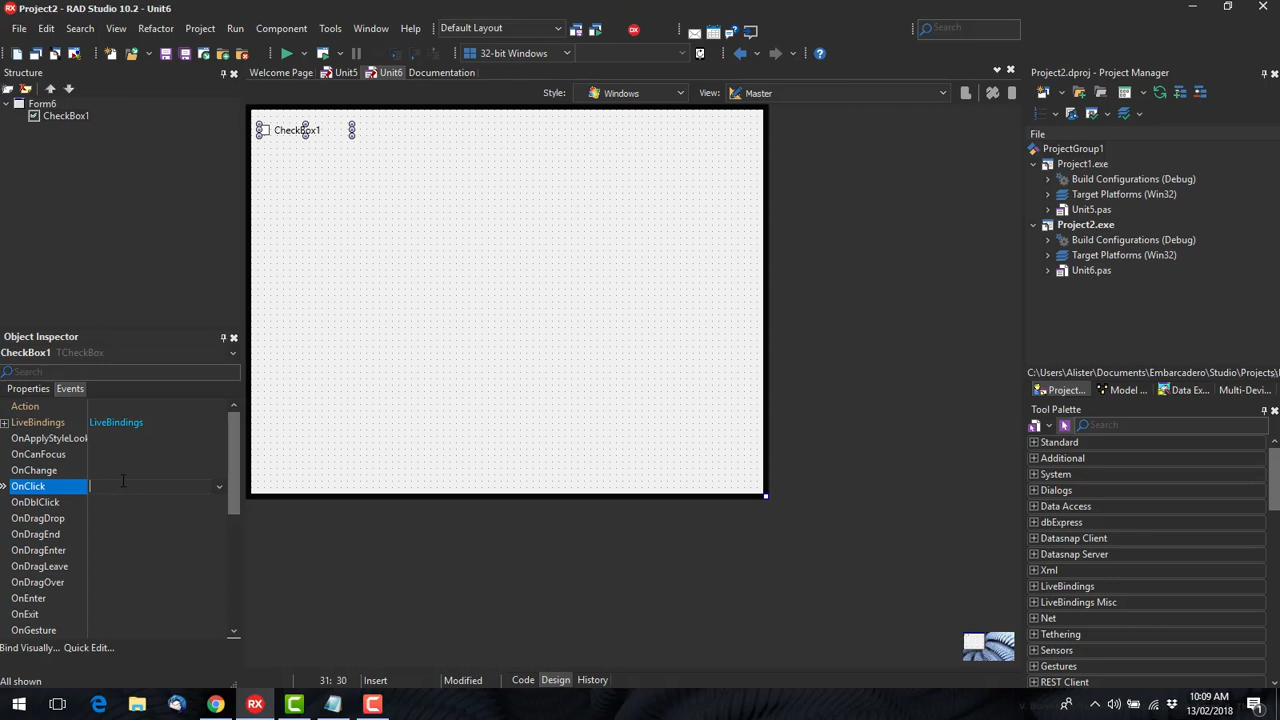 Project2 - RAD Studio 10.2 - Unit6
File Edit Search View Refactor Project Run Component Tools Window Help
Default Layout
Search
32-bit Windows
Structure
Form6
CheckBox1
Welcome Page Unit5 Unit6 Documentation
Style: Windows View: Master
CheckBox1
Object Inspector
CheckBox1 TCheckBox
Search
Properties Events
Action
LiveBindings LiveBindings
OnApplyStyleLook
OnCanFocus
OnChange
OnClick
OnDblClick
OnDragDrop
OnDragEnd
OnDragEnter
OnDragLeave
OnDragOver
OnEnter
OnExit
OnGesture
Bind Visually... Quick Edit...
All shown
31: 30 Insert Modified Code Design History
Project2.dproj - Project Manager
File
ProjectGroup1
Project1.exe
Build Configurations (Debug)
Target Platforms (Win32)
Unit5.pas
Project2.exe
Build Configurations (Debug)
Target Platforms (Win32)
Unit6.pas
C:\Users\Alister\Documents\Embarcadero\Studio\Projects\
Project... Model ... Data Ex... Multi-Devi...
Tool Palette
Search
Standard
Additional
System
Dialogs
Data Access
dbExpress
Datasnap Client
Datasnap Server
Xml
LiveBindings
LiveBindings Misc
Net
Tethering
Sensors
Gestures
REST Client
10:09 AM
13/02/2018